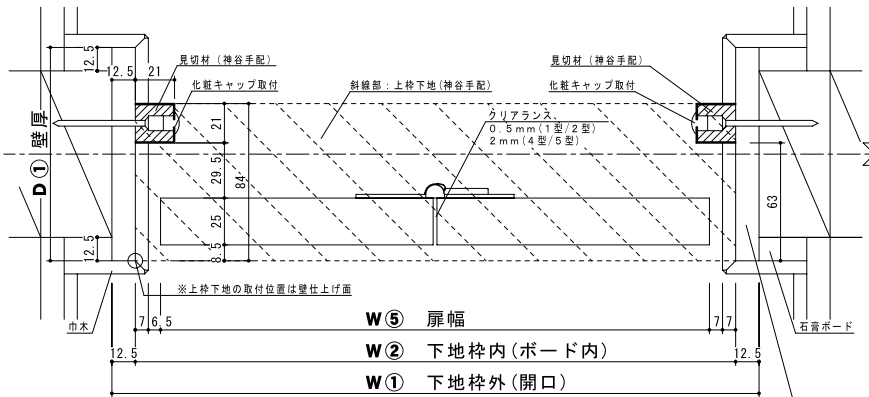 見切材（神谷手配）
化粧キャップ取付
斜線部：上枠下地(神谷手配)
クリアランス
0.5mm(1型/2型)
2mm(4型/5型)
見切材（神谷手配）
化粧キャップ取付
12.5
12.5
21
D① 壁厚
21
29.5
84
25
8.5
63
12.5
※上枠下地の取付位置は壁仕上げ面
巾木
石膏ボード
7
6.5
W⑤ 扉幅
7
7
12.5
W② 下地枠内(ボード内)
12.5
W① 下地枠外(開口)